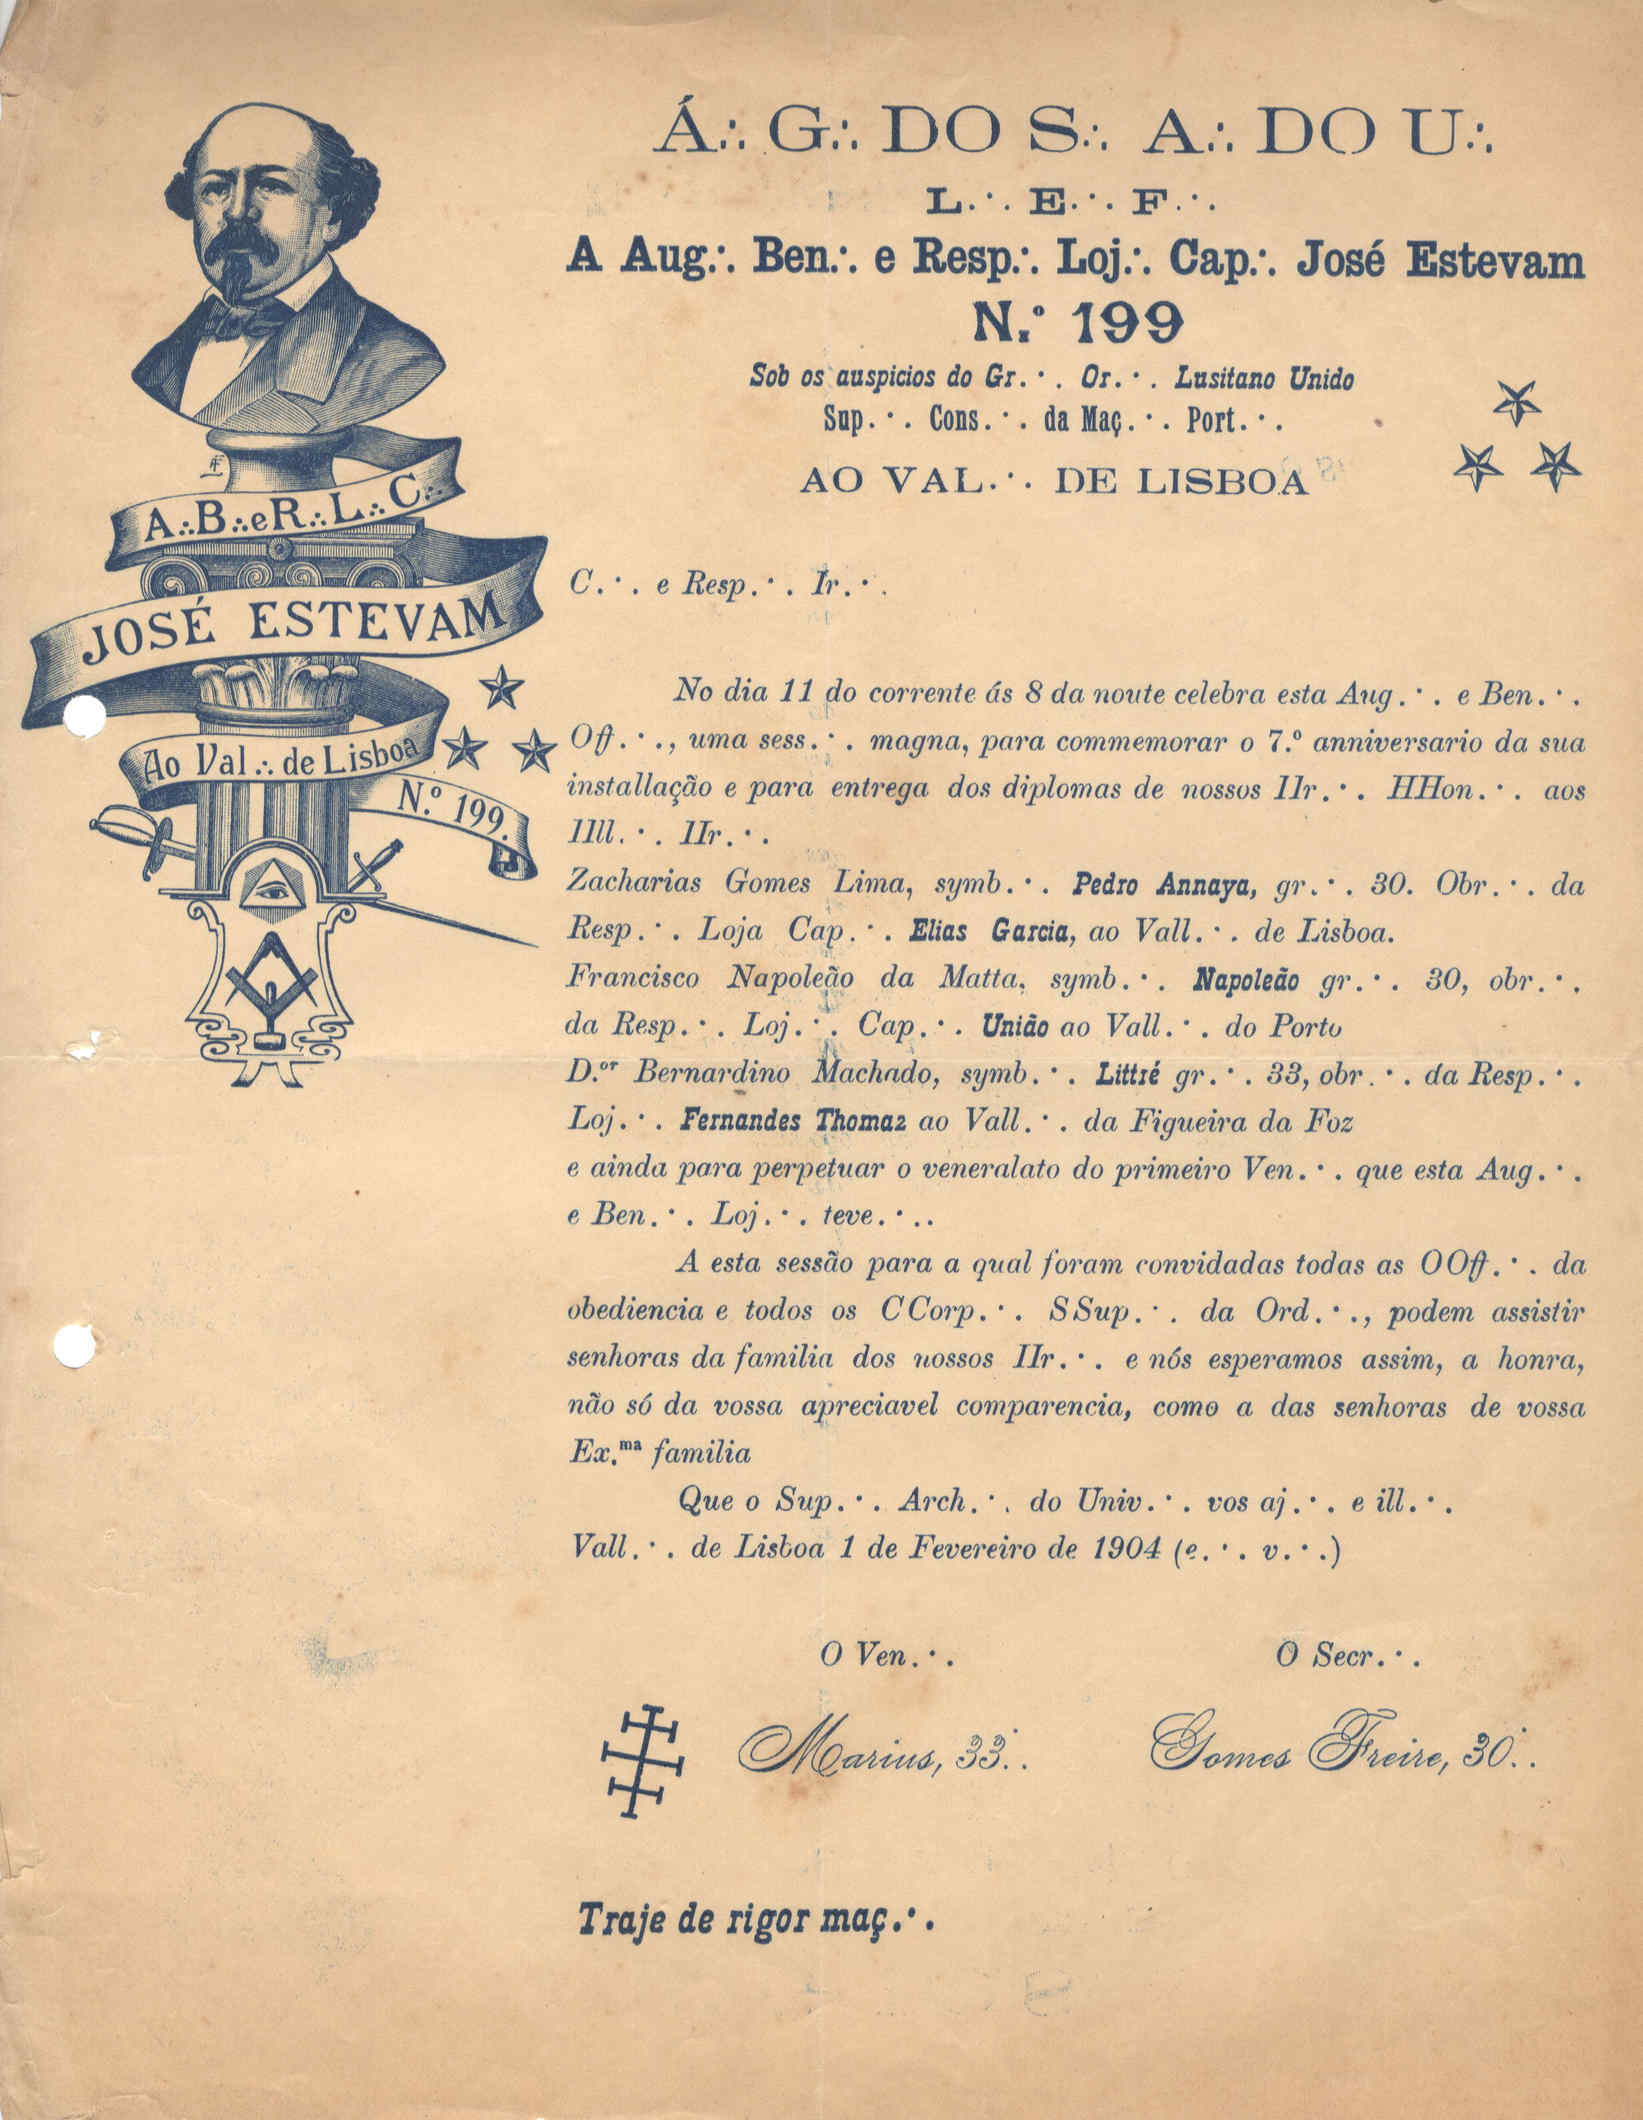 Á.∴ G.∴ DO S.∴ A.∴ DO U.∴
L.∴ E.∴ F.∴
A Aug.∴ Ben.∴ e Resp.∴ Loj.∴ Cap.∴ José Estevam
N.º 199
Sob os auspicios do Gr.∴ Or.∴ Lusitano Unido
Sup.∴ Cons.∴ da Maç.∴ Port.∴
AO VAL.∴ DE LISBOA
A.∴B.∴eR.∴L.∴C.∴
JOSÉ ESTEVAM
Ao Val.∴ de Lisboa
N.º 199.
C.∴ e Resp.∴ Ir.∴
No dia 11 do corrente ás 8 da noute celebra esta Aug.∴ e Ben.∴
Off.∴, uma sess.∴ magna, para commemorar o 7.º anniversario da sua
installação e para entrega dos diplomas de nossos IIr.∴ HHon.∴ aos
IIll.∴ IIr.∴
Zacharias Gomes Lima, symb.∴ Pedro Annaya, gr.∴ 30. Obr.∴ da
Resp.∴ Loja Cap.∴ Elias Garcia, ao Vall.∴ de Lisboa.
Francisco Napoleão da Matta, symb.∴ Napoleão gr.∴ 30, obr.∴
da Resp.∴ Loj.∴ Cap.∴ União ao Vall.∴ do Porto
D.or Bernardino Machado, symb.∴ Littré gr.∴ 33, obr.∴ da Resp.∴
Loj.∴ Fernandes Thomaz ao Vall.∴ da Figueira da Foz
e ainda para perpetuar o veneralato do primeiro Ven.∴ que esta Aug.∴
e Ben.∴ Loj.∴ teve.∴.
A esta sessão para a qual foram convidadas todas as OOff.∴ da
obediencia e todos os CCorp.∴ SSup.∴ da Ord.∴, podem assistir
senhoras da familia dos nossos IIr.∴ e nós esperamos assim, a honra,
não só da vossa apreciavel comparencia, como a das senhoras de vossa
Ex.ma familia
Que o Sup.∴ Arch.∴ do Univ.∴ vos aj.∴ e ill.∴
Vall.∴ de Lisboa 1 de Fevereiro de 1904 (e.∴ v.∴)
O Ven.∴ O Secr.∴
Marius, 33.∴ Gomes Freire, 30.∴
Traje de rigor maç.∴